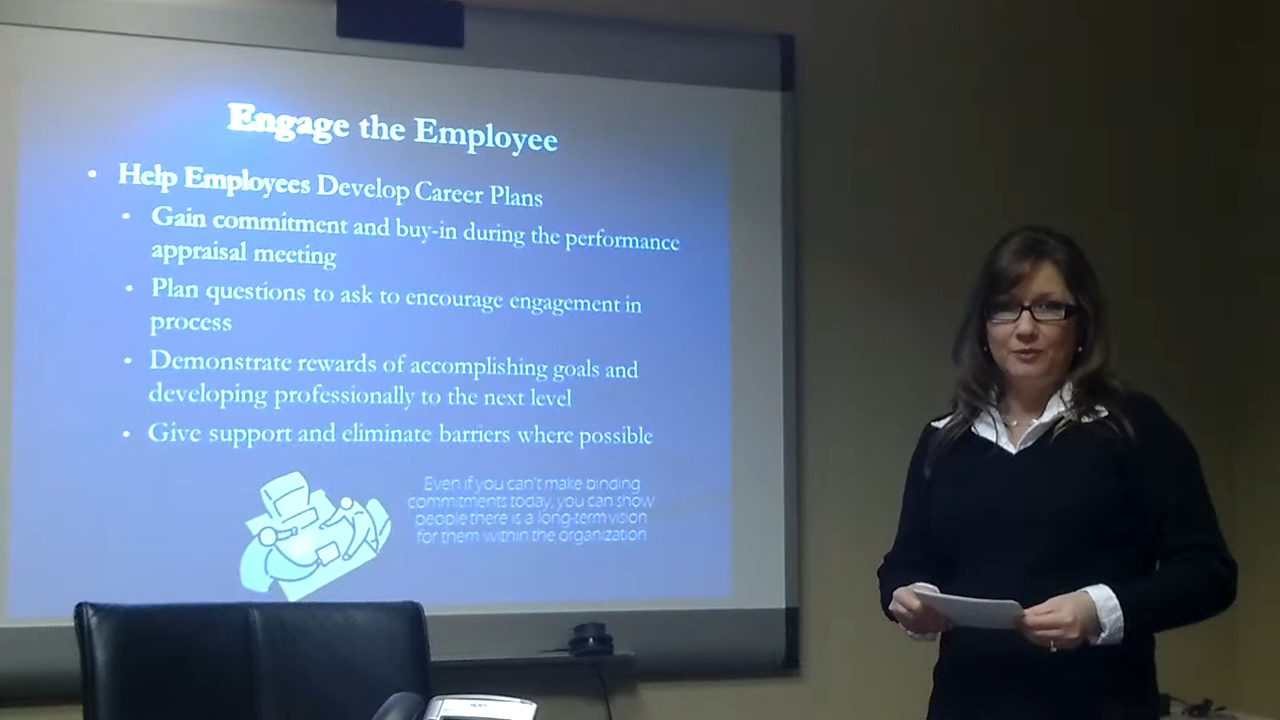 Engage the Employee
• Help Employees Develop Career Plans
• Gain commitment and buy-in during the performance
appraisal meeting
• Plan questions to ask to encourage engagement in
process
• Demonstrate rewards of accomplishing goals and
developing professionally to the next level
• Give support and eliminate barriers where possible
Even if you can't make binding
commitments today, you can show
people there is a long-term vision
for them within the organization